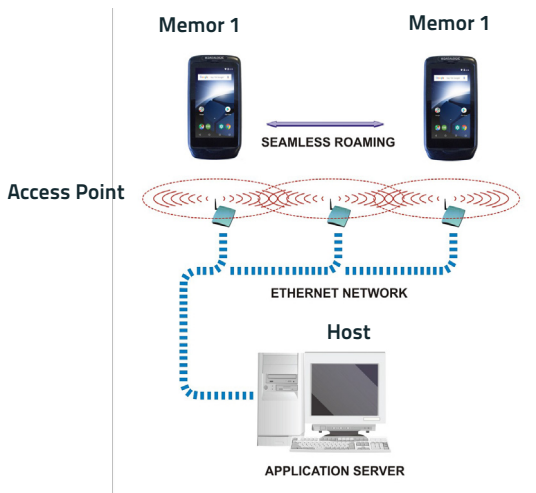 Memor 1
Memor 1
SEAMLESS ROAMING
Access Point
ETHERNET NETWORK
Host
APPLICATION SERVER